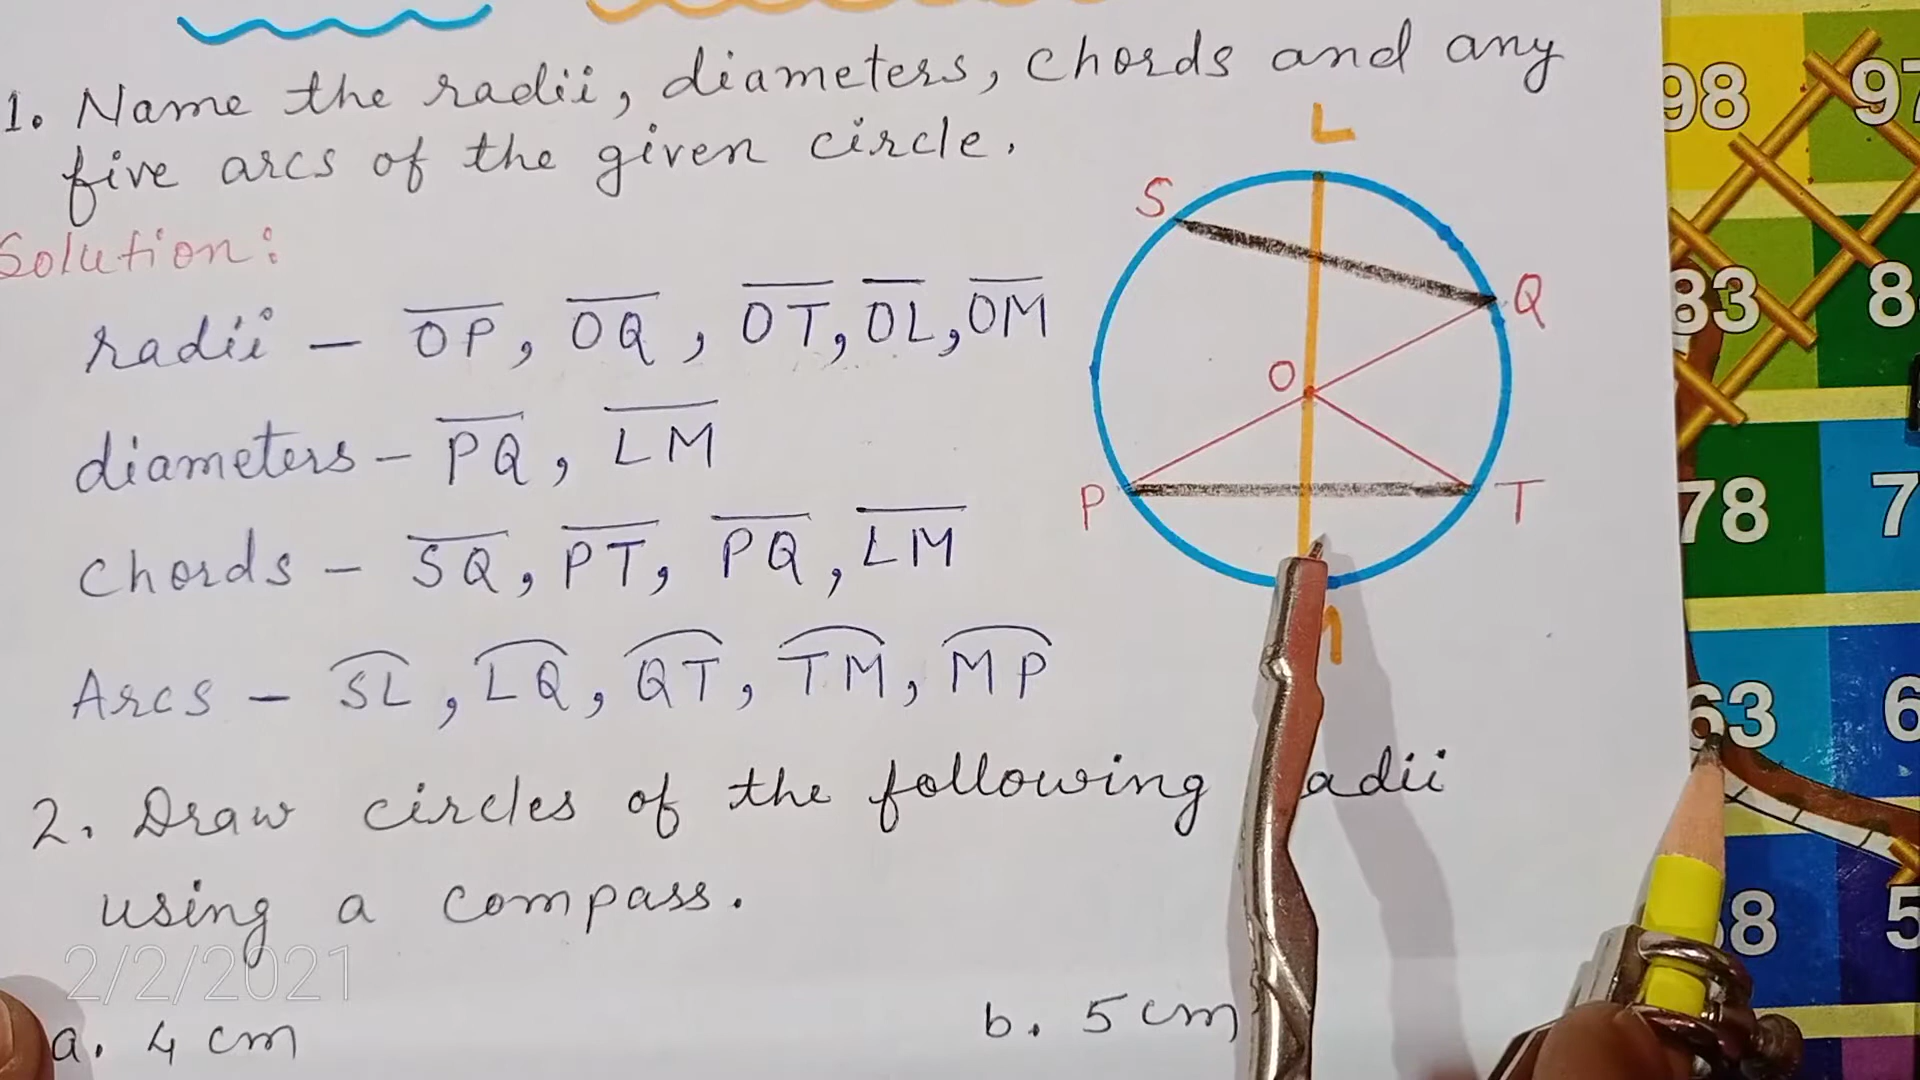 1. Name the radii, diameters, chords and any
five arcs of the given circle.
Solution:
radii – OP, OQ, OT, OL, OM
diameters – PQ, LM
chords – SQ, PT, PQ, LM
Arcs – SL, LQ, QT, TM, MP
2. Draw circles of the following adii
using a compass.
a. 4 cm
b. 5 cm
L
S
Q
O
P
T
2/2/2021
98
97
83
8
78
7
63
6
8
5